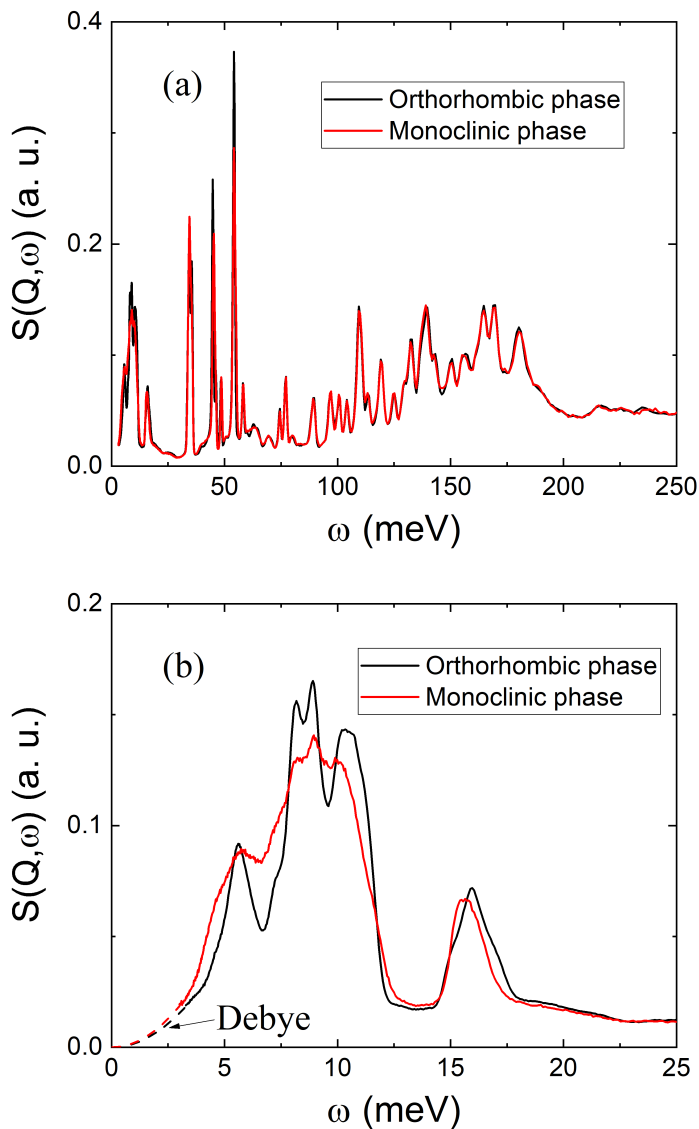 0.4
(a)
Orthorhombic phase
Monoclinic phase
0.2
S(Q,ω) (a. u.)
0.0
0 50 100 150 200 250
ω (meV)
0.2
(b)
Orthorhombic phase
Monoclinic phase
0.1
S(Q,ω) (a. u.)
Debye
0.0
0 5 10 15 20 25
ω (meV)